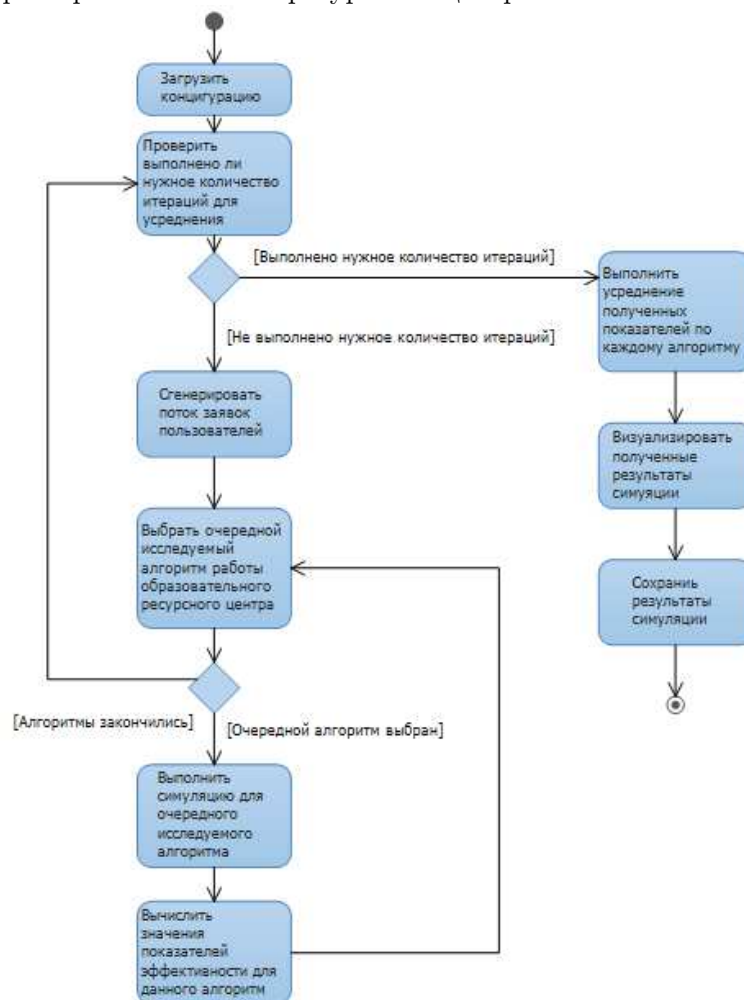 Загрузить
концигурацию
Проверить
выполнено ли
нужное количество
итераций для
усреднения
[Выполнено нужное количество итераций]
Выполнить
усреднение
полученных
показателей по
каждому алгоритму
[Не выполнено нужное количество итераций]
Сгенерировать
поток заявок
пользователей
Визуализировать
полученные
результаты
симуяции
Выбрать очередной
исследуемый
алгоритм работы
образовательного
ресурсного центра
Сохрание
результаты
симуляции
[Алгоритмы закончились]
[Очередной алгоритм выбран]
Выполнить
симуляцию для
очередного
исследуемого
алгоритма
Вычислить
значения
показателей
эффективности для
данного алгоритм